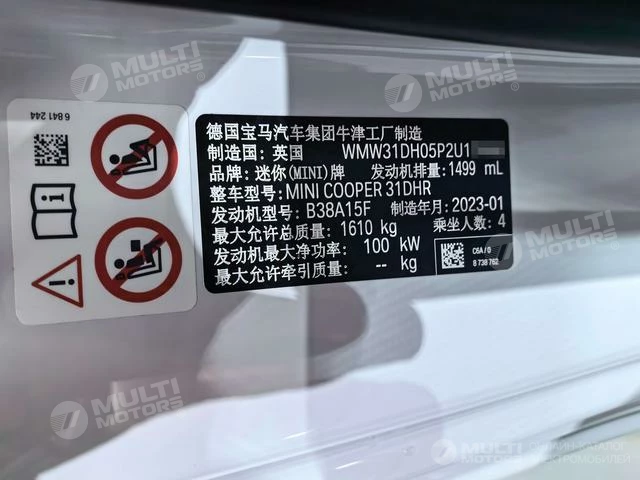 MULTI MOTORS
MULTI MOTORS
6 841 244
德国宝马汽车集团牛津工厂制造
制造国：英国 WMW31DH05P2U1
品牌：迷你(MINI)牌 发动机排量：1499 mL
整车型号：MINI COOPER 31DHR
发动机型号：B38A15F 制造年月：2023-01
最大允许总质量：1610 kg 乘坐人数：4
发动机最大净功率：100 kW
最大允许牵引质量： -- kg
C6A / 0
8 738 762
MULTI MOTORS
MULTI MOTORS
ОНЛАЙН-КАТАЛОГ
ЭЛЕКТРОМОБИЛЕЙ